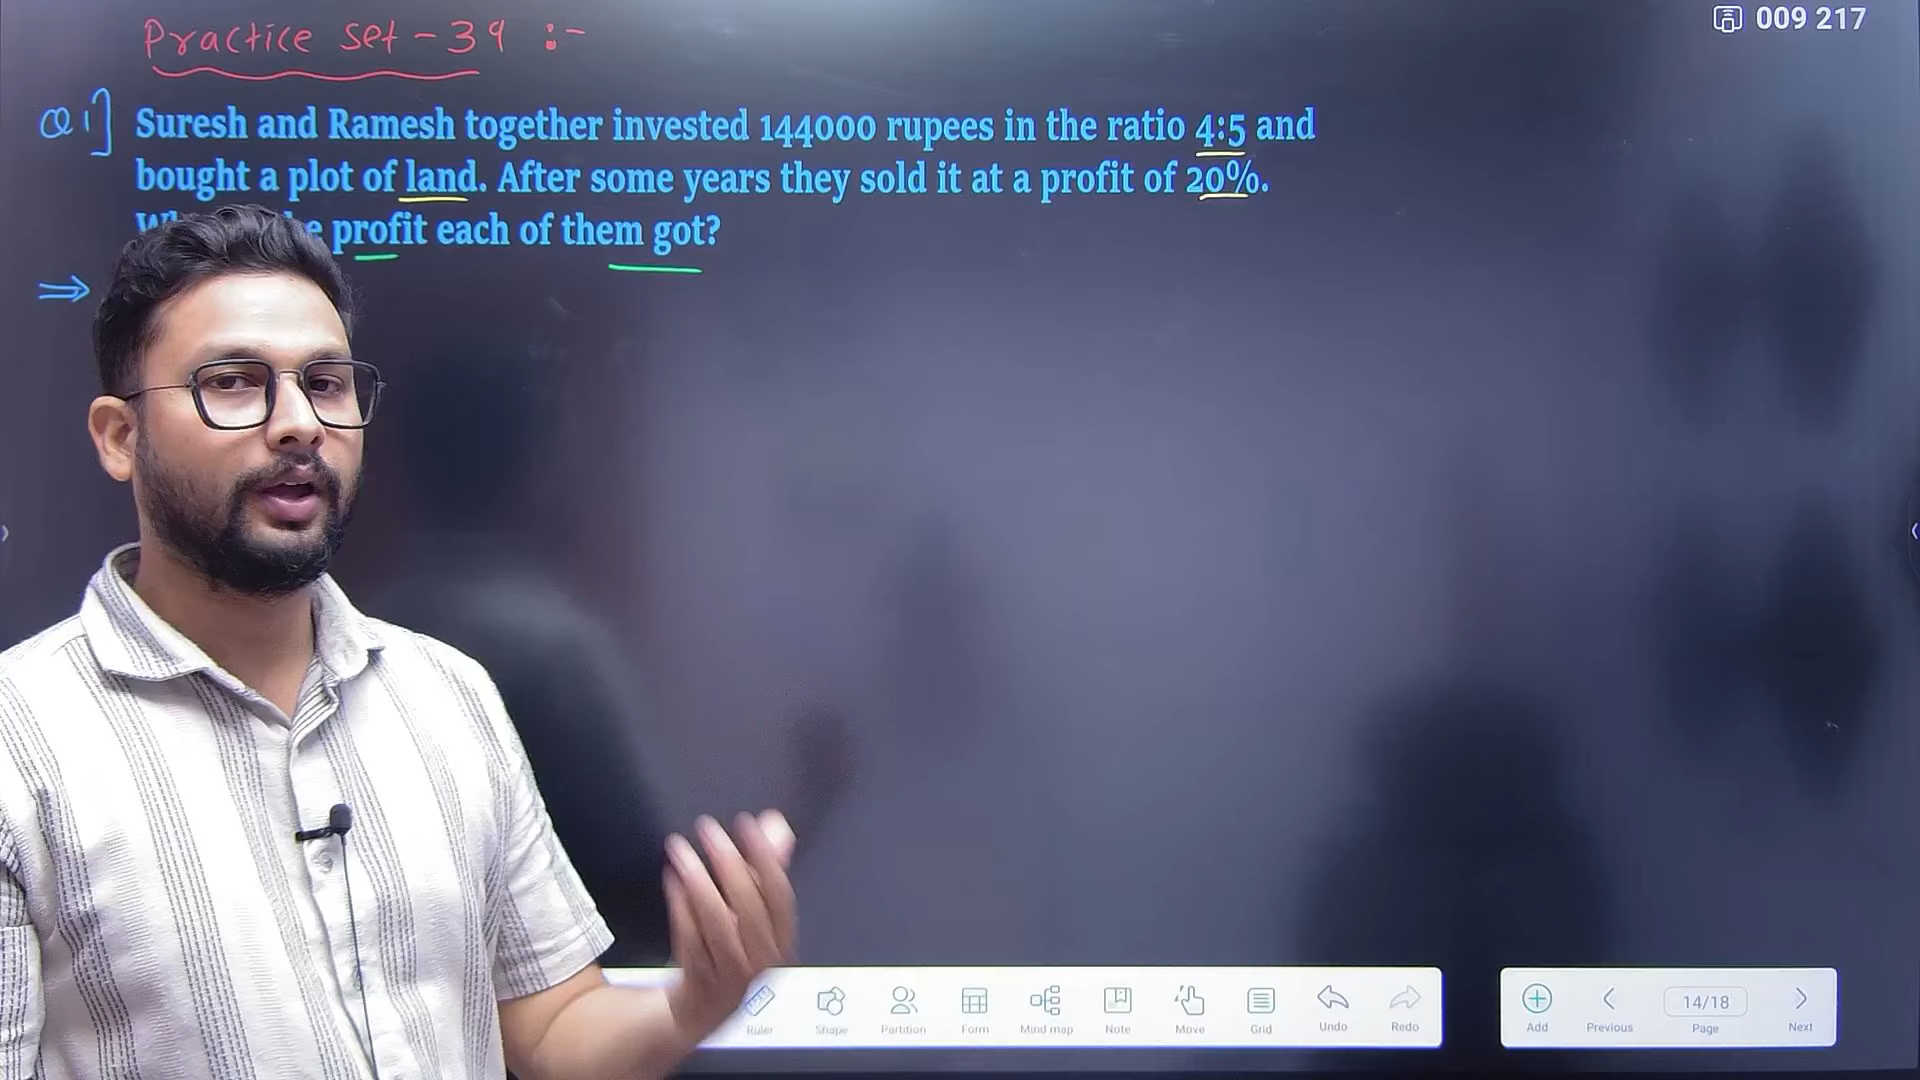 Practice set - 39 :-
009 217
Q1] Suresh and Ramesh together invested 144000 rupees in the ratio 4:5 and
bought a plot of land. After some years they sold it at a profit of 20%.
profit each of them got?
⇒
Ruler
Shape
Partition
Form
Mind map
Note
Move
Grid
Undo
Redo
Add
Previous
14/18
Page
Next